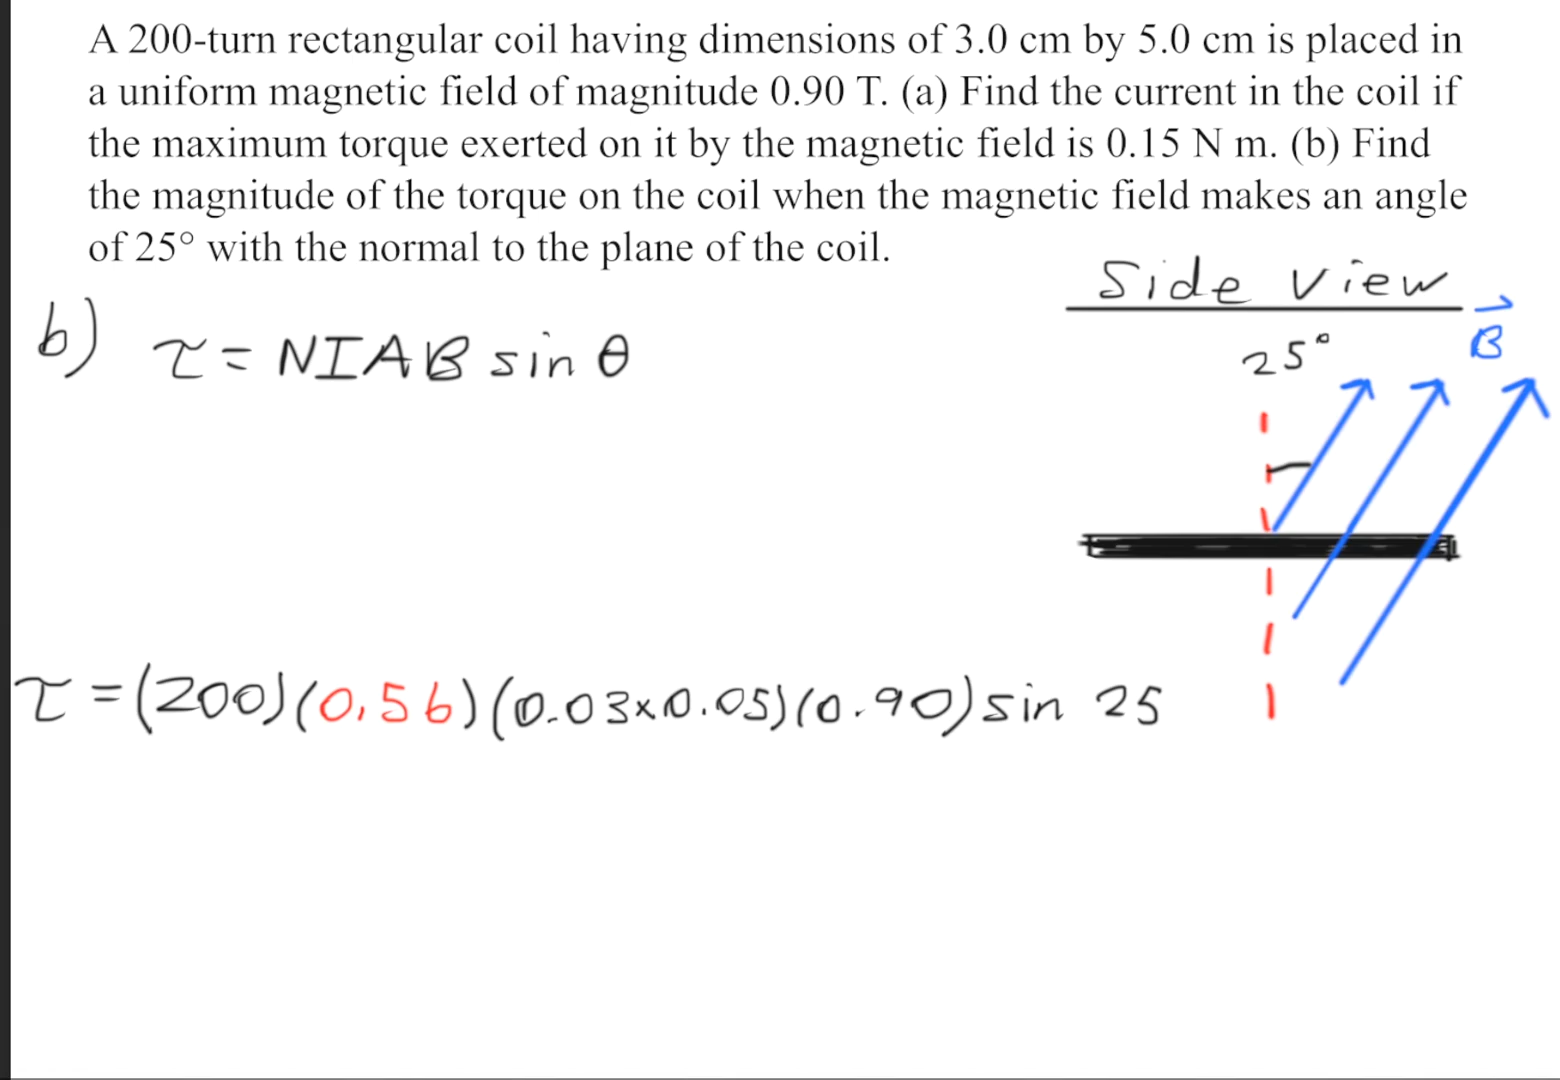 A 200-turn rectangular coil having dimensions of 3.0 cm by 5.0 cm is placed in
a uniform magnetic field of magnitude 0.90 T. (a) Find the current in the coil if
the maximum torque exerted on it by the magnetic field is 0.15 N m. (b) Find
the magnitude of the torque on the coil when the magnetic field makes an angle
of 25° with the normal to the plane of the coil.
Side View
b) τ = NIAB sin θ
25°
B⃗
τ = (200)(0.56)(0.03×0.05)(0.90) sin 25